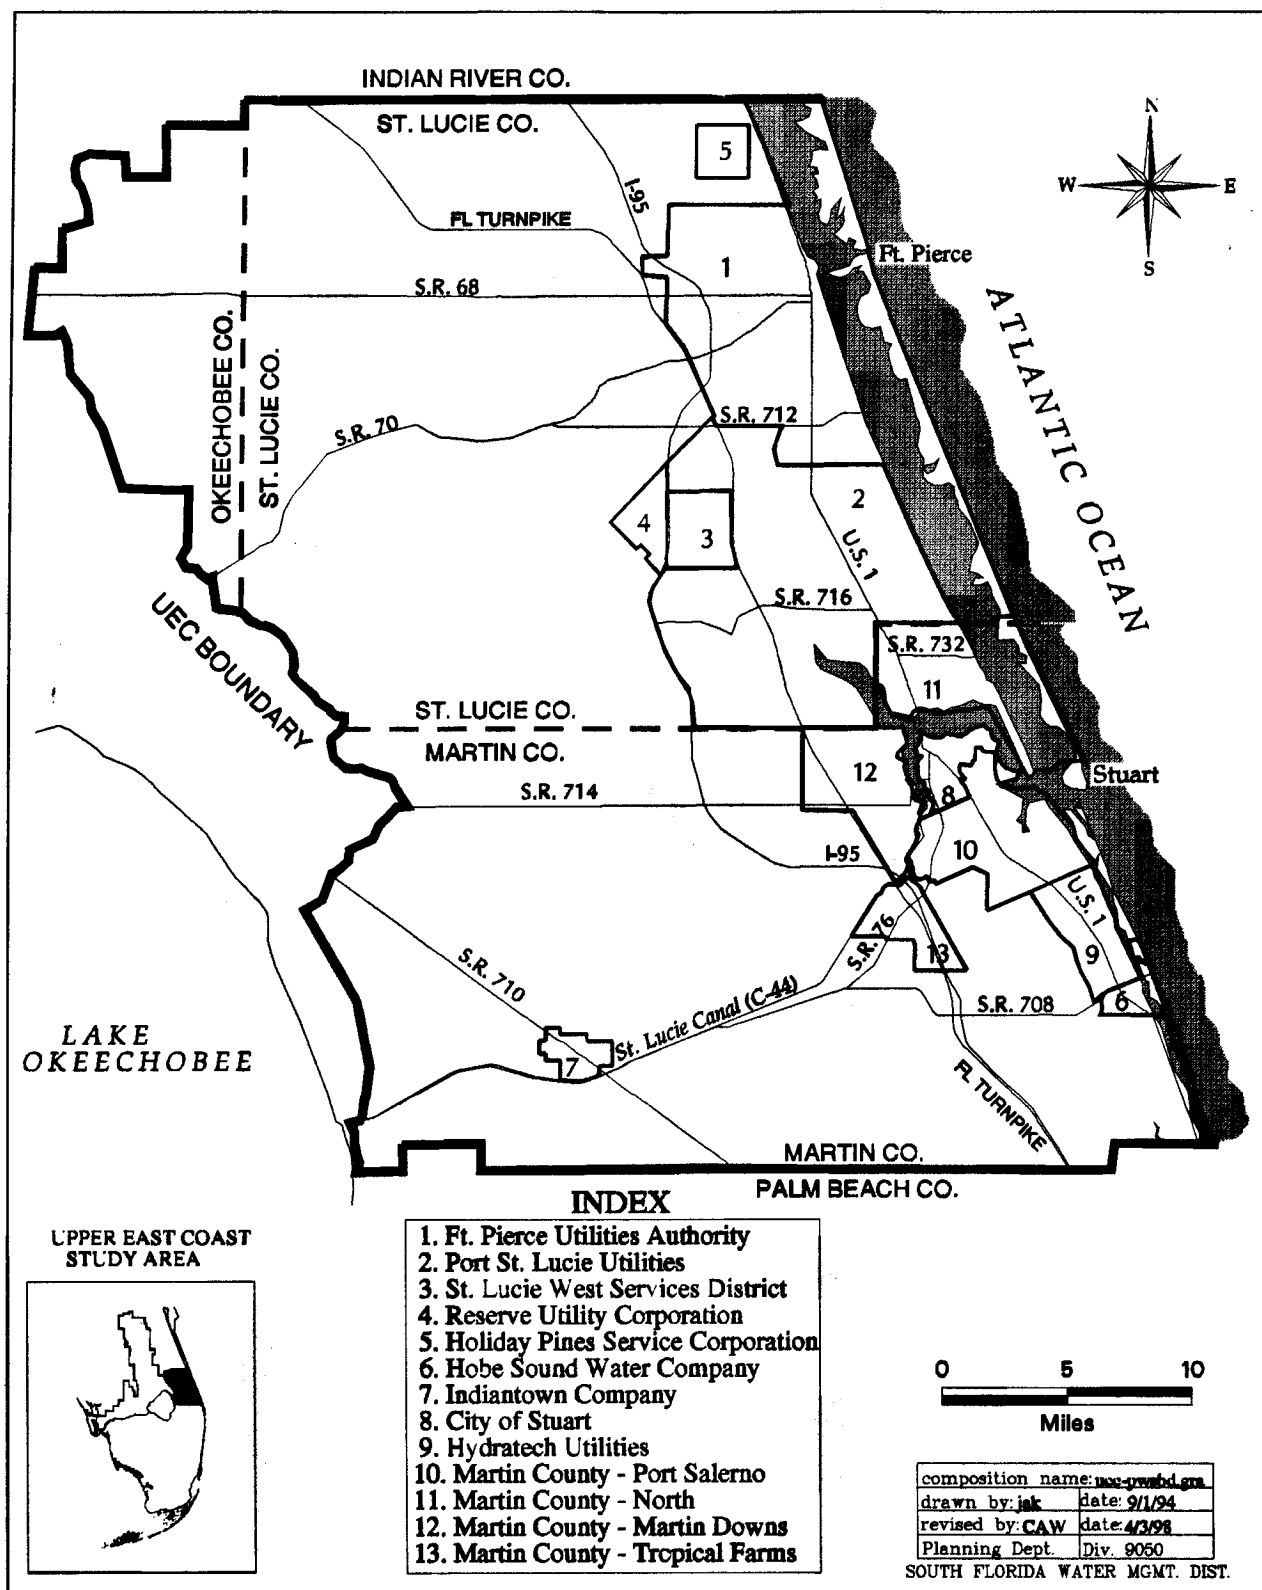 INDIAN RIVER CO.
ST. LUCIE CO.
N
W
E
S
5
I-95
FL TURNPIKE
1
Ft. Pierce
S.R. 68
ATLANTIC OCEAN
OKEECHOBEE CO.
ST. LUCIE CO.
S.R. 70
S.R. 712
4
3
2
U.S. 1
UEC BOUNDARY
S.R. 716
S.R. 732
11
ST. LUCIE CO.
MARTIN CO.
12
8
Stuart
S.R. 714
I-95
10
U.S. 1
S.R. 76
13
9
S.R. 710
6
S.R. 708
St. Lucie Canal (C-44)
7
LAKE
OKEECHOBEE
FL TURNPIKE
MARTIN CO.
PALM BEACH CO.
INDEX
1. Ft. Pierce Utilities Authority
2. Port St. Lucie Utilities
3. St. Lucie West Services District
4. Reserve Utility Corporation
5. Holiday Pines Service Corporation
6. Hobe Sound Water Company
7. Indiantown Company
8. City of Stuart
9. Hydratech Utilities
10. Martin County - Port Salerno
11. Martin County - North
12. Martin County - Martin Downs
13. Martin County - Tropical Farms
UPPER EAST COAST
STUDY AREA
0 5 10
Miles
composition name:
drawn by: jsk date: 9/1/94
revised by: CAW date: 4/3/98
Planning Dept. Div. 9050
SOUTH FLORIDA WATER MGMT. DIST.